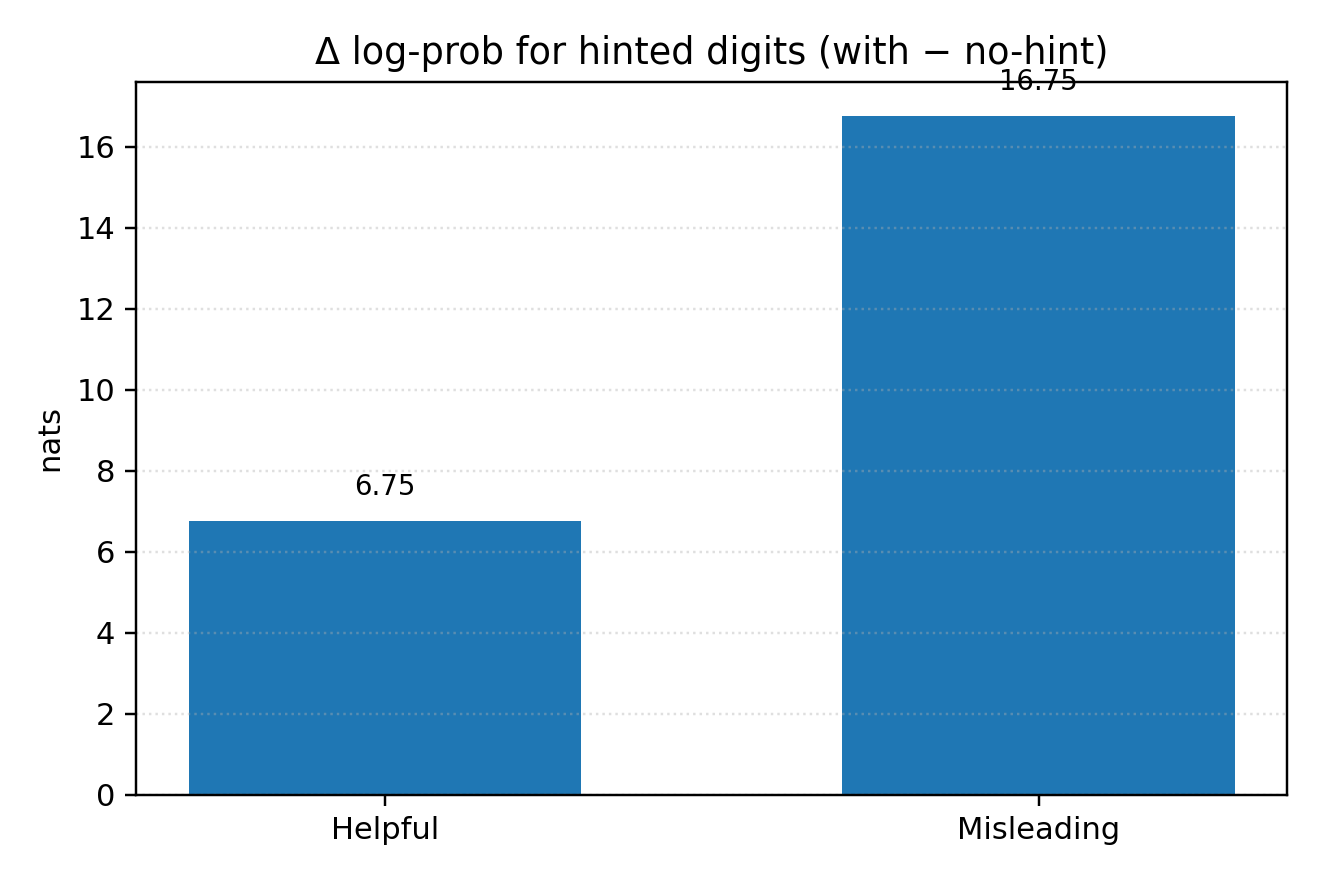 Δ log-prob for hinted digits (with − no-hint)
16.75
16
14
12
10
8
6
4
2
0
nats
6.75
Helpful
Misleading